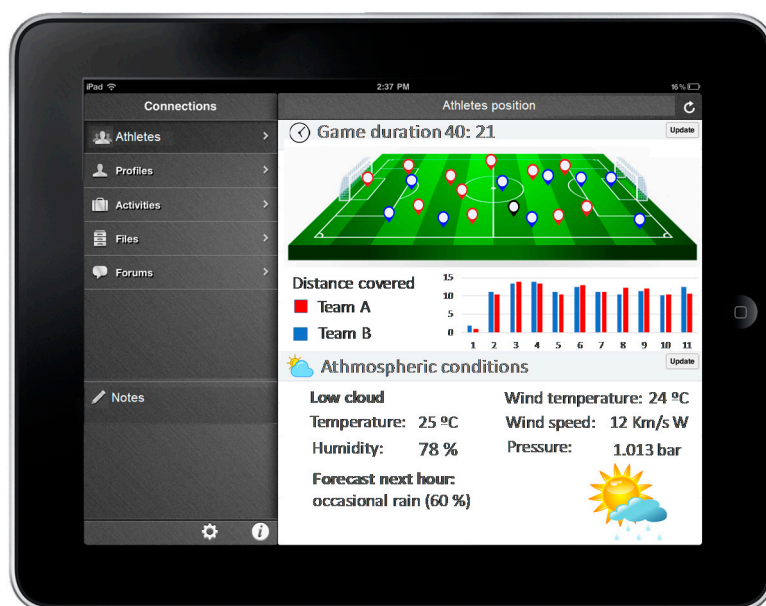 iPad 2:37 PM 16%
Connections
Athletes position
Athletes
Profiles
Activities
Files
Forums
Notes
i
Game duration 40: 21
Update
Distance covered
Team A
Team B
15
10
5
0
1 2 3 4 5 6 7 8 9 10 11
Athmospheric conditions
Update
Low cloud
Temperature: 25 ºC
Humidity: 78 %
Wind temperature: 24 ºC
Wind speed: 12 Km/s W
Pressure: 1.013 bar
Forecast next hour:
occasional rain (60 %)